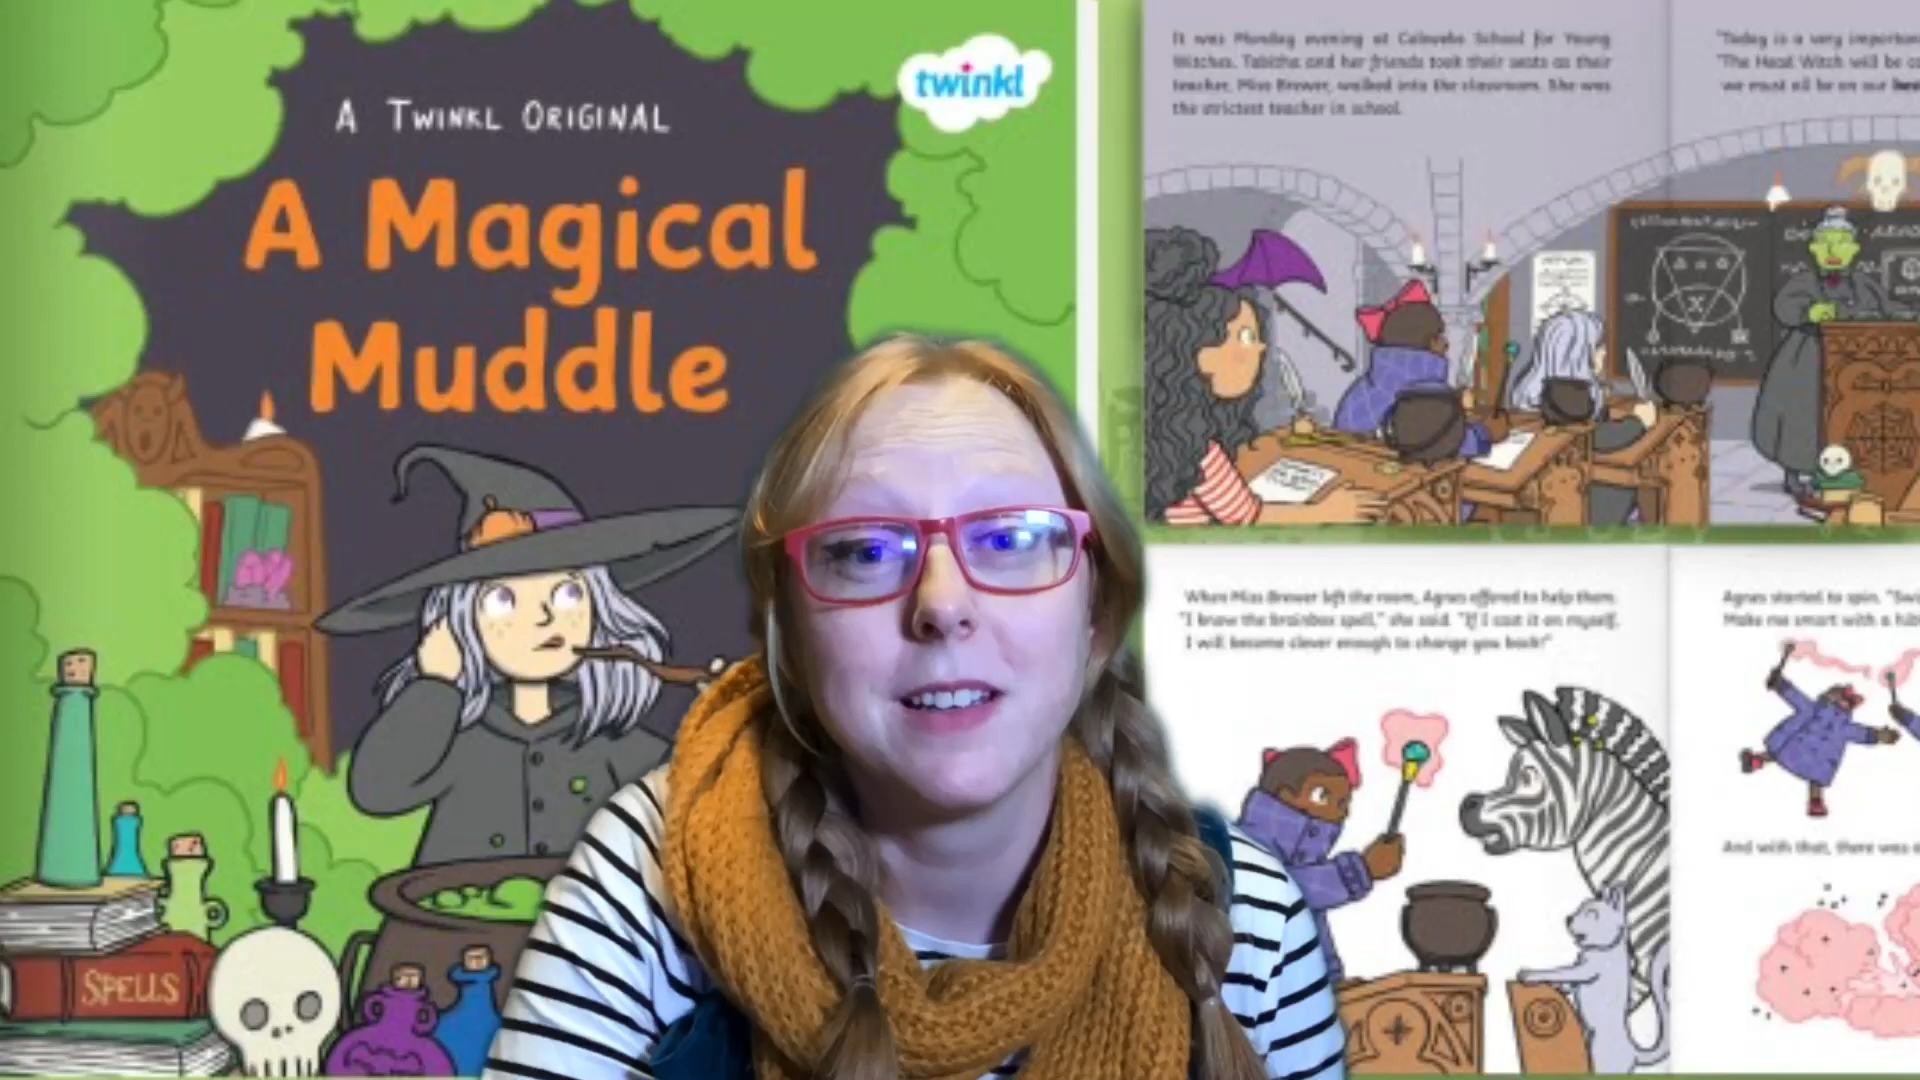 A TWINKL ORIGINAL
twinkl
A Magical
Muddle
SPELLS
It was Monday evening at Cobwebs School for Young
Witches. Tabitha and her friends took their seats as their
teacher, Miss Brewer, walked into the classroom. She was
the strictest teacher in school.
"Today is a very important
"The Head Witch will be
we must all be on our
When Miss Brewer left the room, Agnes offered to help them.
"I know the brainbox spell," she said. "If I cast it on myself,
I will become clever enough to change you back!"
Agnes started to spin.
Make me smart with a
And with that, there was